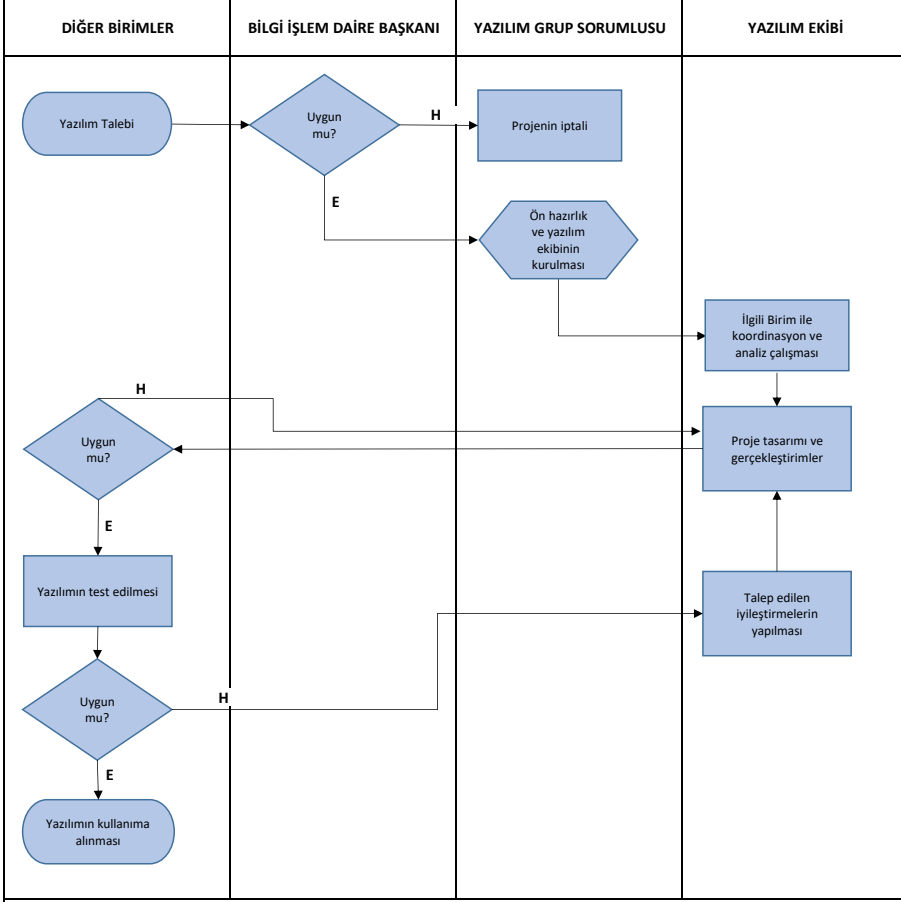 DİĞER BİRİMLER
BİLGİ İŞLEM DAİRE BAŞKANI
YAZILIM GRUP SORUMLUSU
YAZILIM EKİBİ
Yazılım Talebi
Uygun
mu?
H
Projenin iptali
E
Ön hazırlık
ve yazılım
ekibinin
kurulması
İlgili Birim ile
koordinasyon ve
analiz çalışması
H
Uygun
mu?
Proje tasarımı ve
gerçekleştirimler
E
Yazılımın test edilmesi
Talep edilen
iyileştirmelerin
yapılması
Uygun
mu?
H
E
Yazılımın kullanıma
alınması